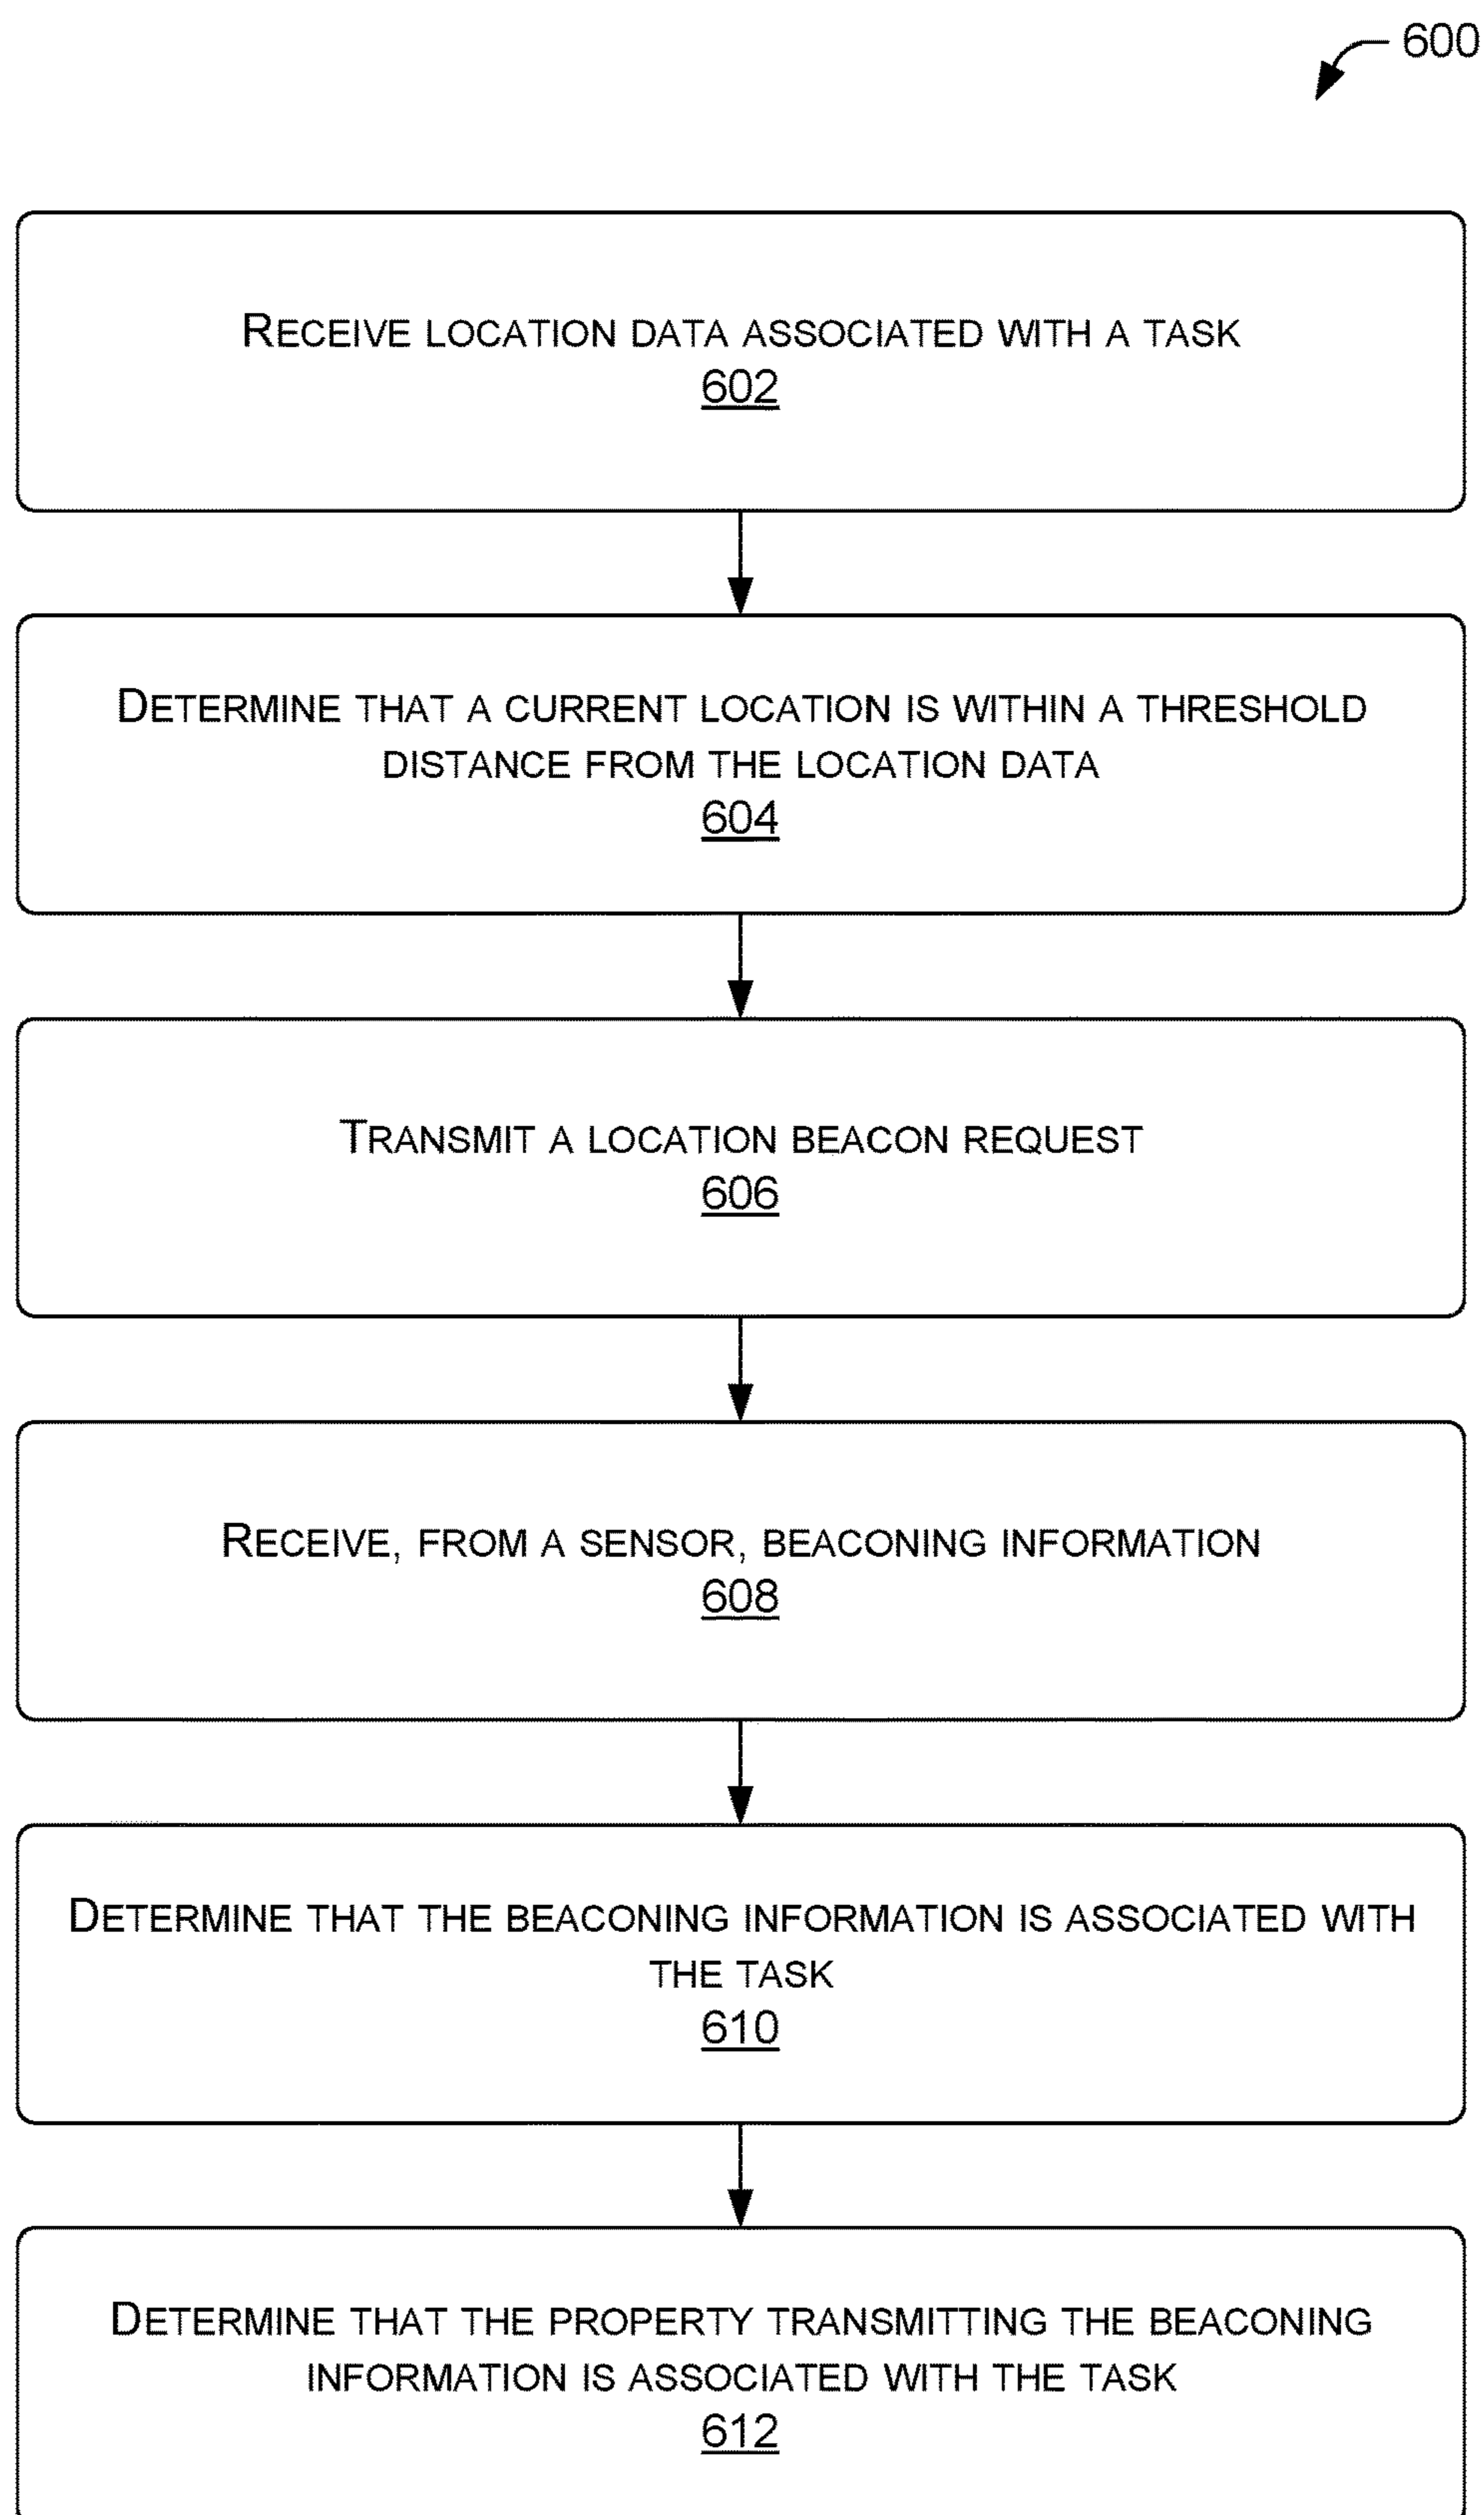 600
RECEIVE LOCATION DATA ASSOCIATED WITH A TASK
602
DETERMINE THAT A CURRENT LOCATION IS WITHIN A THRESHOLD
DISTANCE FROM THE LOCATION DATA
604
TRANSMIT A LOCATION BEACON REQUEST
606
RECEIVE, FROM A SENSOR, BEACONING INFORMATION
608
DETERMINE THAT THE BEACONING INFORMATION IS ASSOCIATED WITH
THE TASK
610
DETERMINE THAT THE PROPERTY TRANSMITTING THE BEACONING
INFORMATION IS ASSOCIATED WITH THE TASK
612